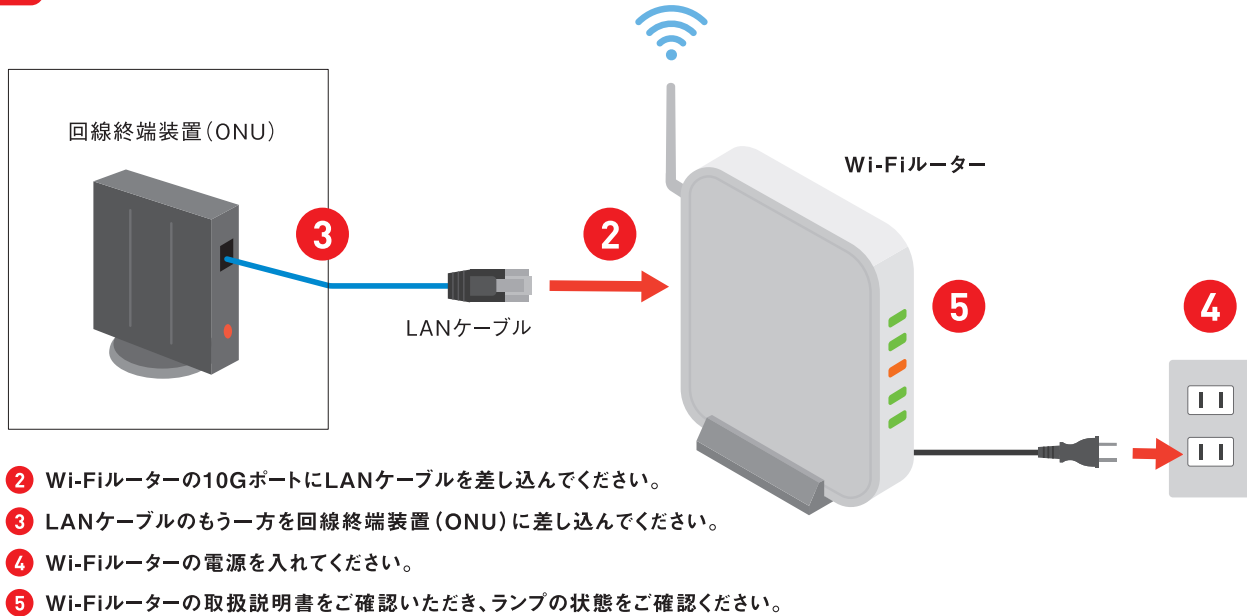 回線終端装置(ONU)
Wi-Fiルーター
3
2
5
4
LANケーブル
2 Wi-Fiルーターの10GポートにLANケーブルを差し込んでください。
3 LANケーブルのもう一方を回線終端装置(ONU)に差し込んでください。
4 Wi-Fiルーターの電源を入れてください。
5 Wi-Fiルーターの取扱説明書をご確認いただき、ランプの状態をご確認ください。